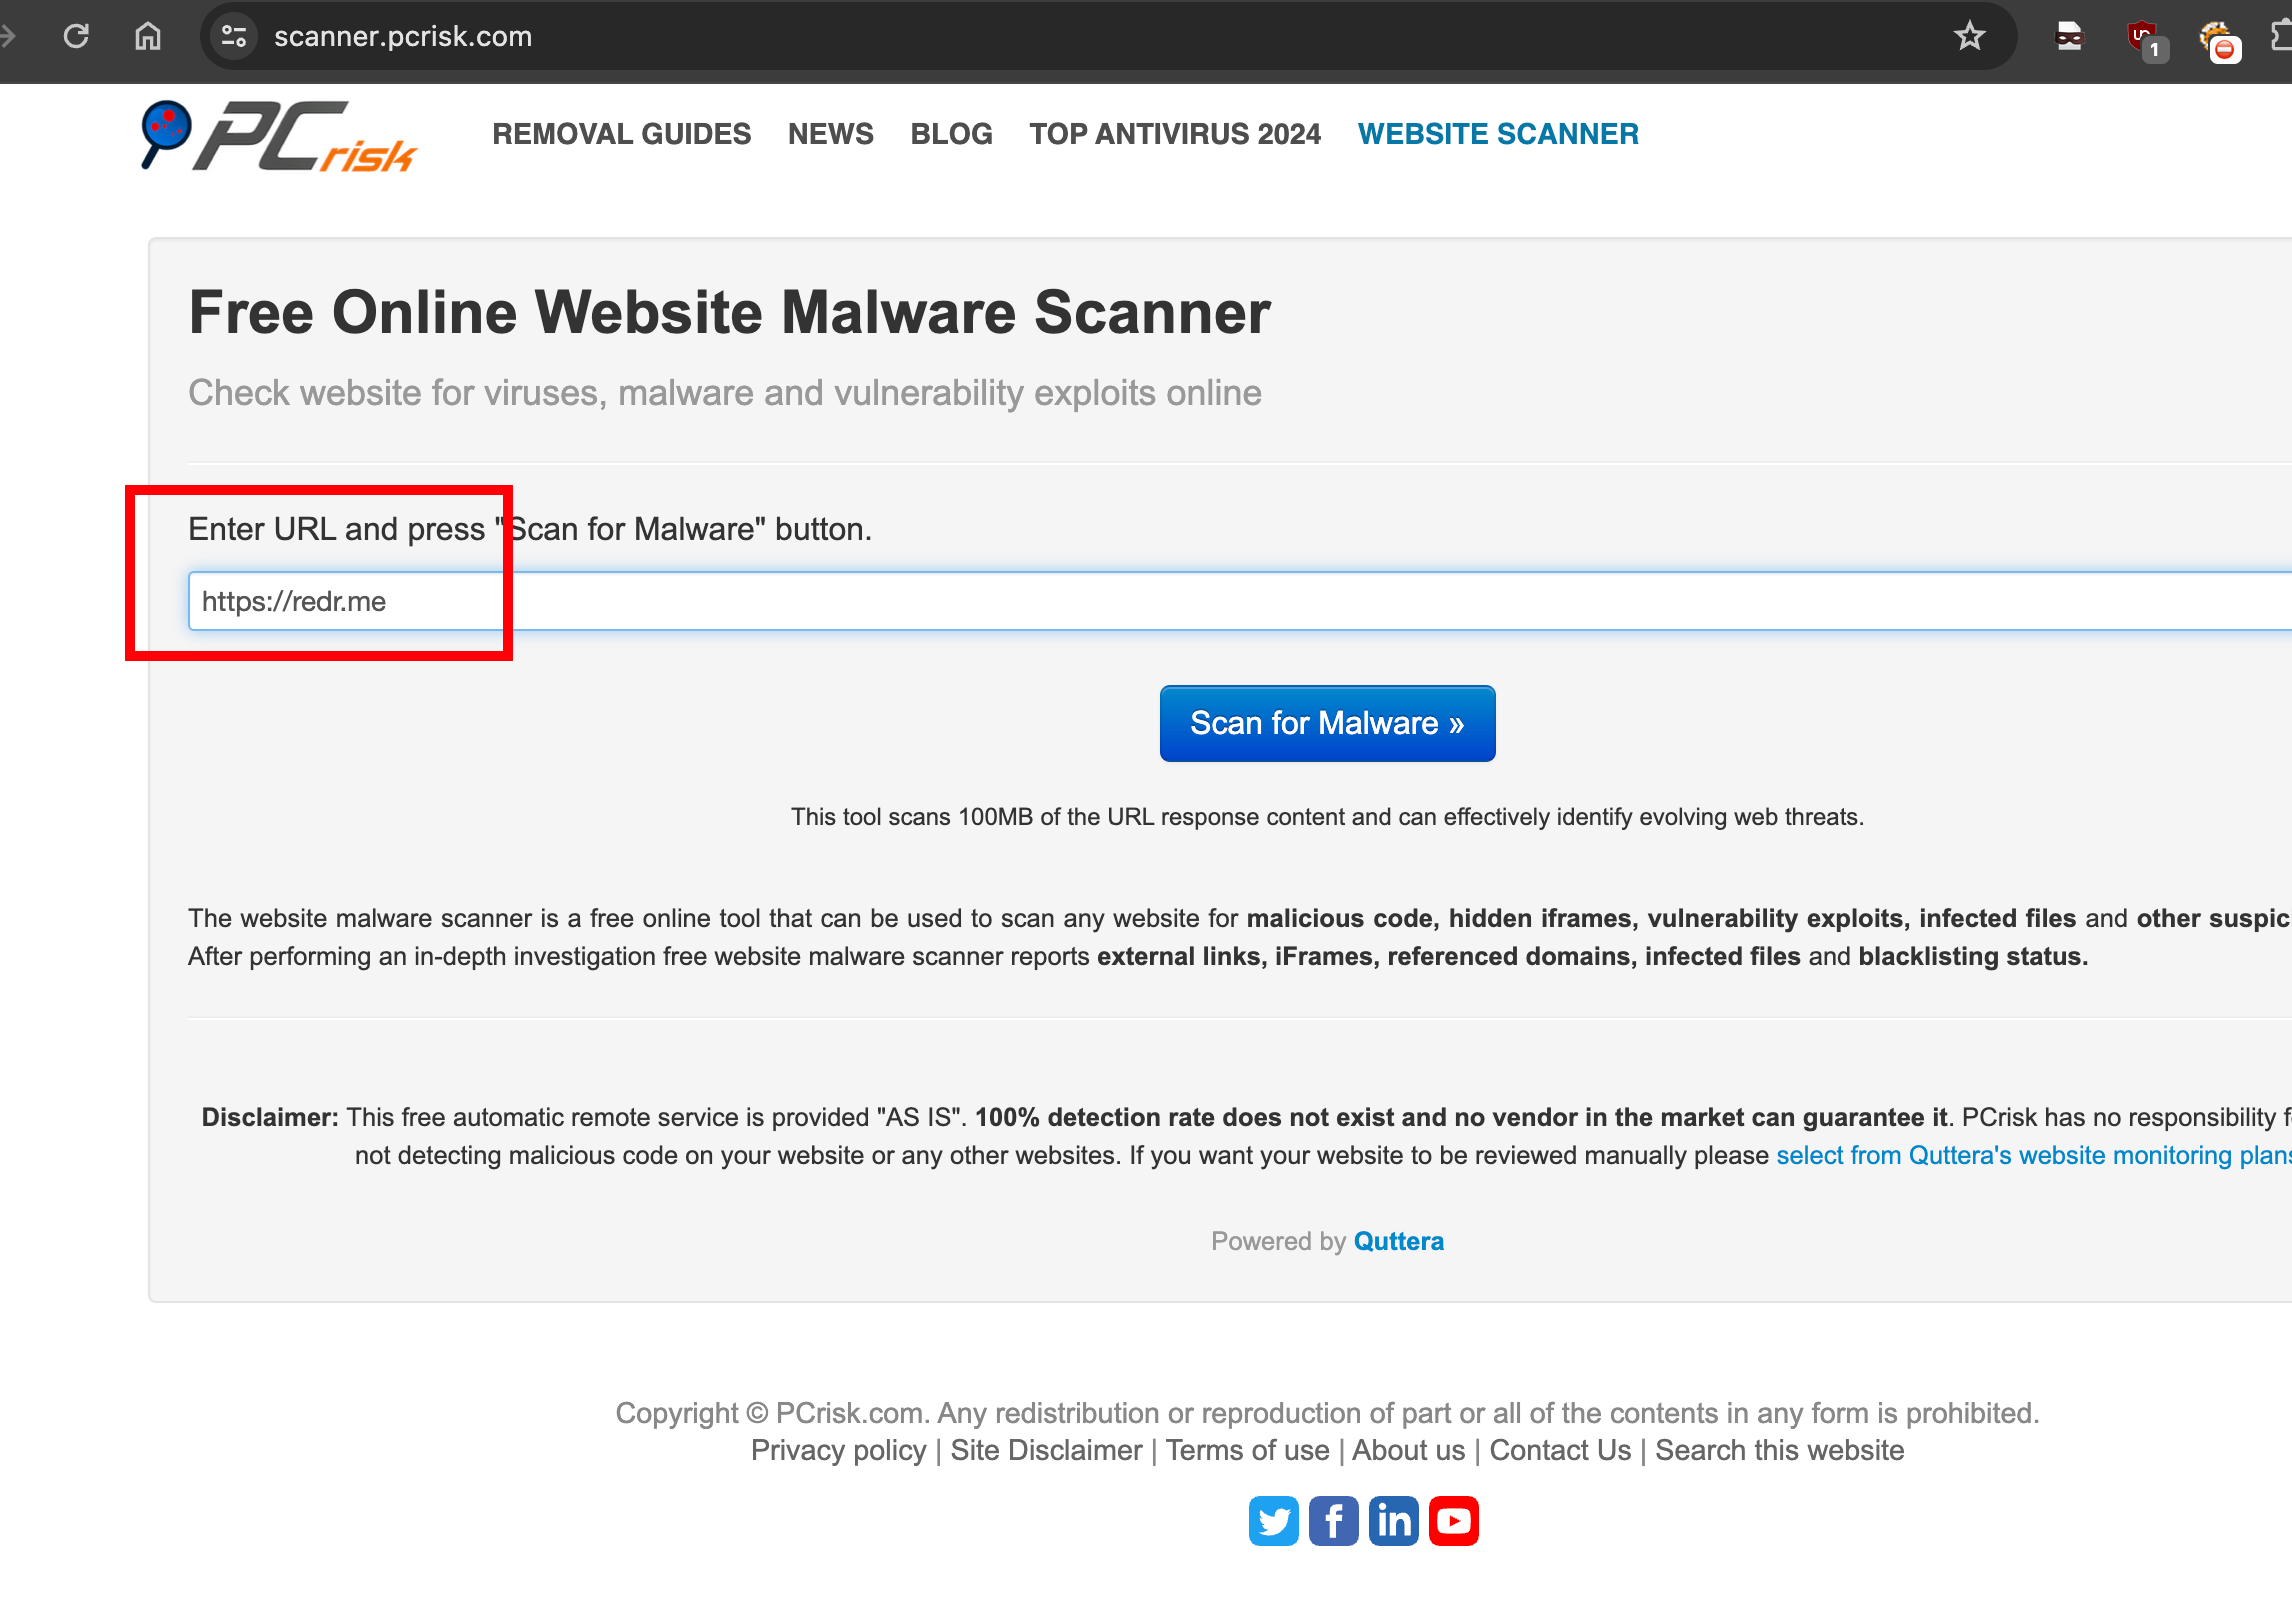 scanner.pcrisk.com
1
PCrisk
REMOVAL GUIDES NEWS BLOG TOP ANTIVIRUS 2024 WEBSITE SCANNER
Free Online Website Malware Scanner
Check website for viruses, malware and vulnerability exploits online
Enter URL and press "Scan for Malware" button.
https://redr.me
Scan for Malware »
This tool scans 100MB of the URL response content and can effectively identify evolving web threats.
The website malware scanner is a free online tool that can be used to scan any website for malicious code, hidden iframes, vulnerability exploits, infected files and other
After performing an in-depth investigation free website malware scanner reports external links, iFrames, referenced domains, infected files and blacklisting status.
Disclaimer: This free automatic remote service is provided "AS IS". 100% detection rate does not exist and no vendor in the market can guarantee it. PCrisk has no responsibility
not detecting malicious code on your website or any other websites. If you want your website to be reviewed manually please select from Quttera's website monitoring plans
Powered by Quttera
Copyright © PCrisk.com. Any redistribution or reproduction of part or all of the contents in any form is prohibited.
Privacy policy | Site Disclaimer | Terms of use | About us | Contact Us | Search this website